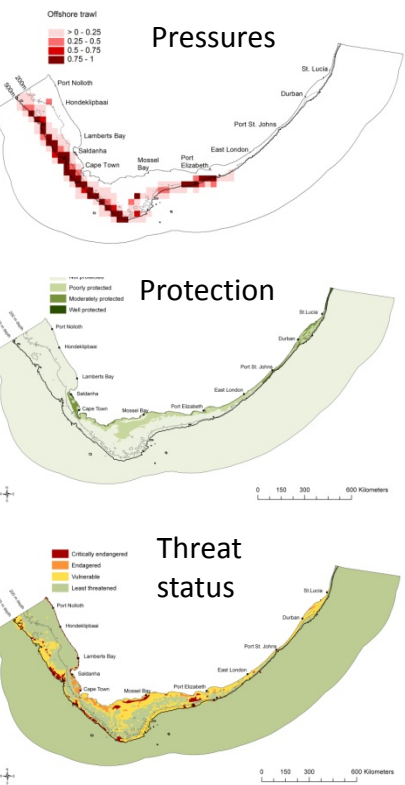 Offshore trawl
> 0 - 0.25
0.25 - 0.5
0.5 - 0.75
0.75 - 1
Pressures
200m
500m
Port Nolloth
Hondeklipbaai
Lamberts Bay
Saldanha
Cape Town
Mossel
Bay
Port
Elizabeth
East London
Port St. Johns
Durban
St. Lucia
Not protected
Poorly protected
Moderately protected
Well protected
Protection
Port Nolloth
Hondeklipbaai
Lamberts Bay
Saldanha
Cape Town
Mossel Bay
Port Elizabeth
East London
Port St. Johns
Durban
St Lucia
0 150 300 600 Kilometers
Critically endangered
Endagered
Vulnerable
Least threatened
Threat
status
Port Nolloth
Hondeklipbaai
Lamberts Bay
Saldanha
Cape Town
Mossel Bay
Port Elizabeth
East London
Port St. Johns
Durban
St Lucia
0 150 300 600 Kilometers